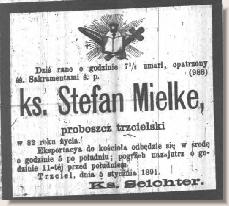 Dziś rano o godzinie 7½ umarł, opatrzony
śś. Sakramentami ś. p. (986)
ks. Stefan Mielke,
proboszcz trzcielski
w 82 roku życia.
Eksportacya do kościoła odbędzie się w środę
o godzinie 5 po południu; pogrzeb nazajutrz o go-
dzinie 11-tej przed południem.
Trzciel, dnia 5 stycznia 1891.
Ks. Seichter.